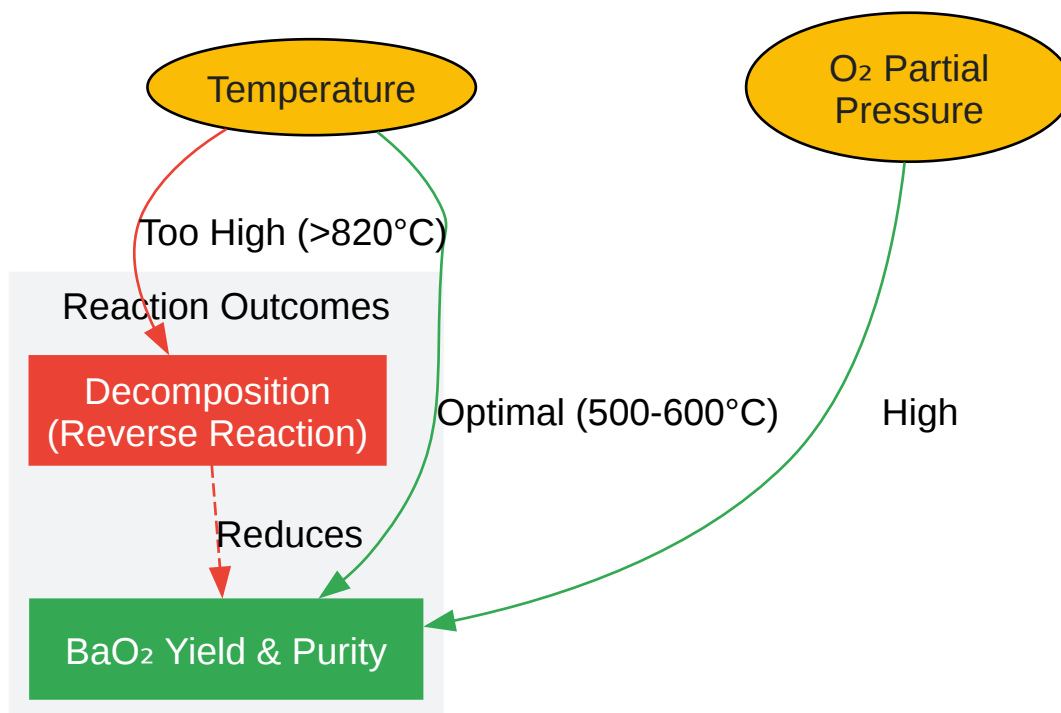 Temperature
O₂ Partial
Pressure
Too High (>820°C)
Reaction Outcomes
Decomposition
(Reverse Reaction)
Optimal (500-600°C)
High
Reduces
BaO₂ Yield & Purity